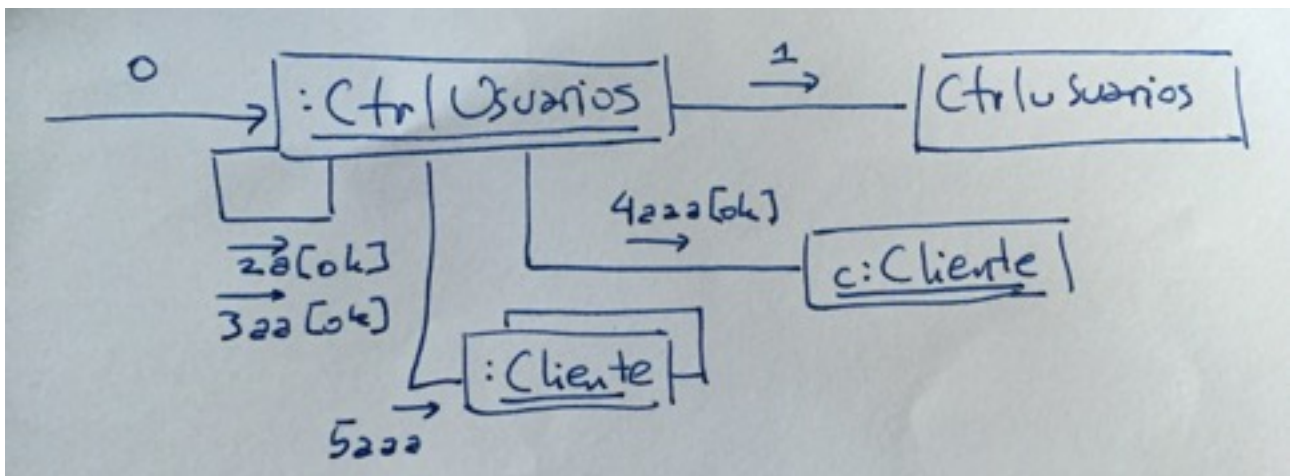 0
:CtrlUsuarios
1
CtrlUsuarios
4aaa[ok]
2a[ok]
c:Cliente
3aa[ok]
:Cliente
5aaa